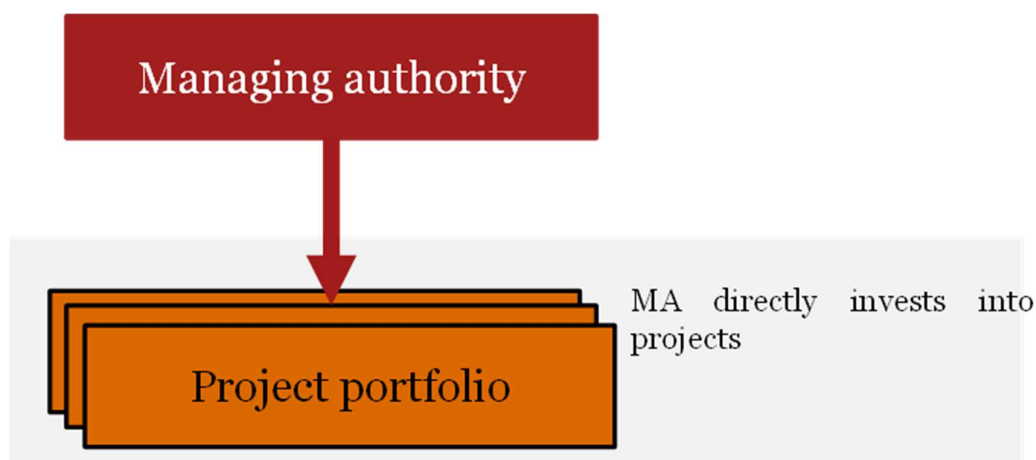 Managing authority
MA directly invests into
projects
Project portfolio